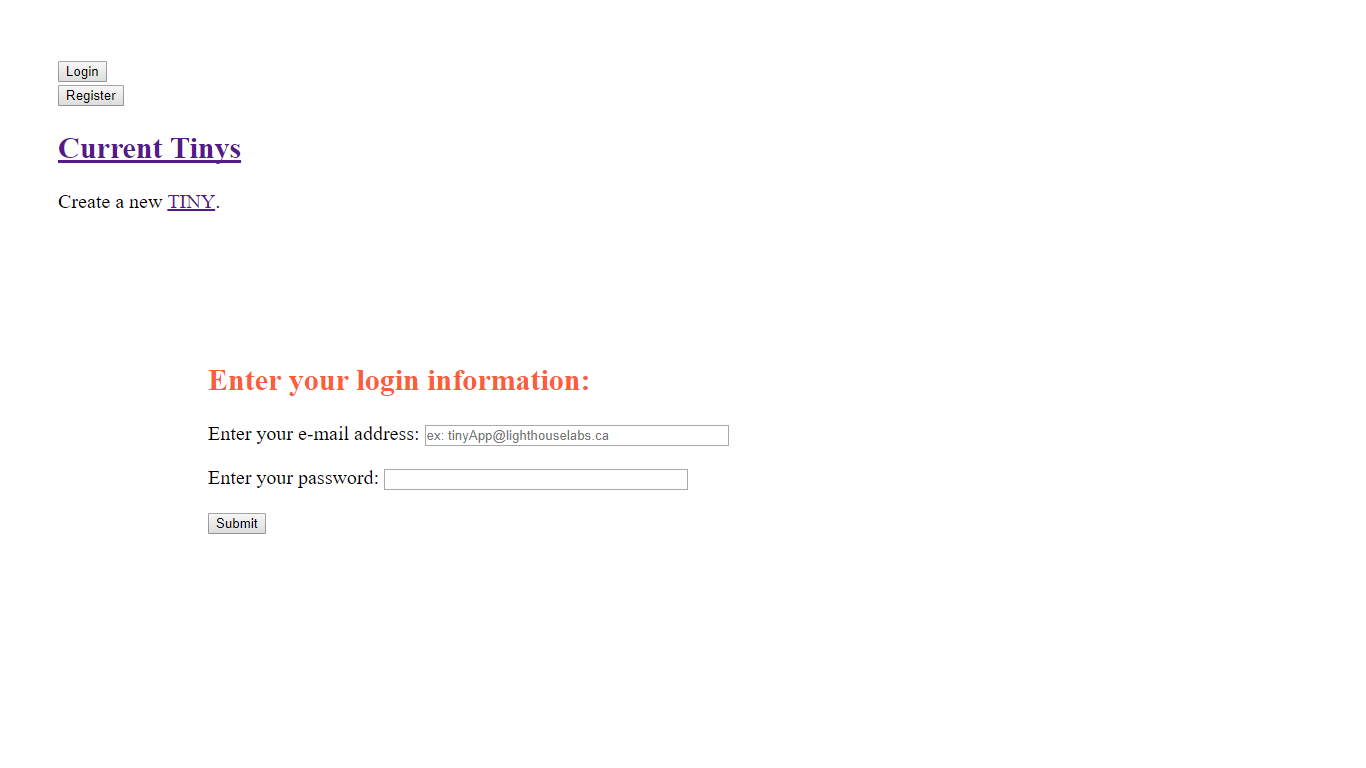 Login
Register
Current Tinys
Create a new TINY.
Enter your login information:
Enter your e-mail address: ex: tinyApp@lighthouselabs.ca
Enter your password:
Submit